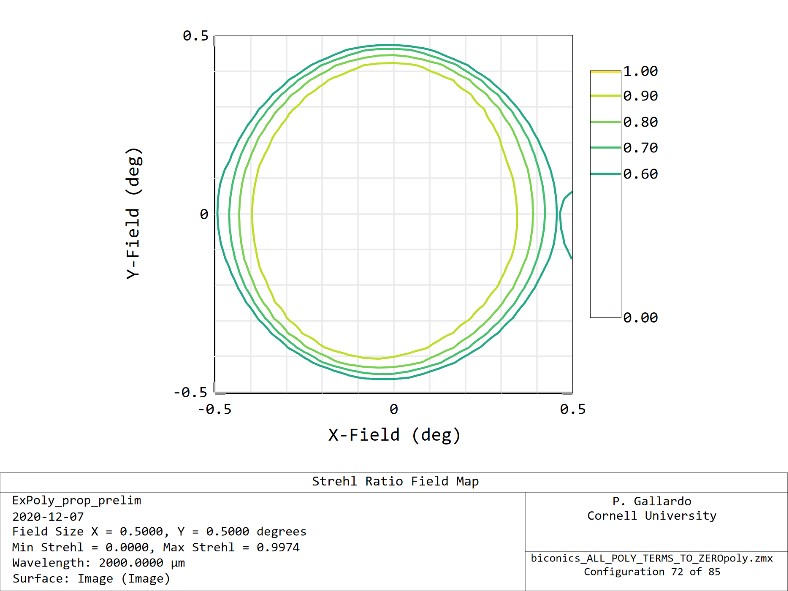 0.5
0
-0.5
Y-Field (deg)
-0.5
0
0.5
X-Field (deg)
1.00
0.90
0.80
0.70
0.60
0.00
Strehl Ratio Field Map
ExPoly_prop_prelim
2020-12-07
Field Size X = 0.5000, Y = 0.5000 degrees
Min Strehl = 0.0000, Max Strehl = 0.9974
Wavelength: 2000.0000 µm
Surface: Image (Image)
P. Gallardo
Cornell University
biconics_ALL_POLY_TERMS_TO_ZEROpoly.zmx
Configuration 72 of 85